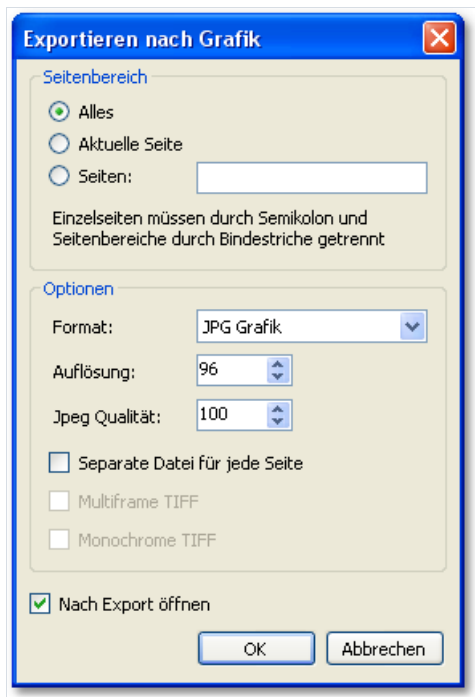 Exportieren nach Grafik
Seitenbereich
Alles
Aktuelle Seite
Seiten:
Einzelseiten müssen durch Semikolon und
Seitenbereiche durch Bindestriche getrennt
Optionen
Format: JPG Grafik
Auflösung: 96
Jpeg Qualität: 100
Separate Datei für jede Seite
Multiframe TIFF
Monochrome TIFF
Nach Export öffnen
OK Abbrechen